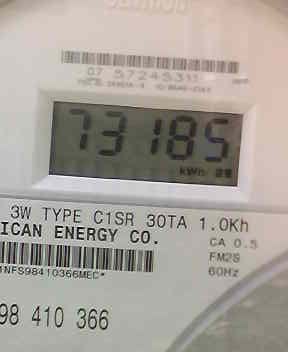 07 57245311
73185
kWh
3W TYPE C1SR 30TA 1.0Kh
ICAN ENERGY CO.
CA 0.5
FM2S
60Hz
1NFS98410366MEC*
98 410 366